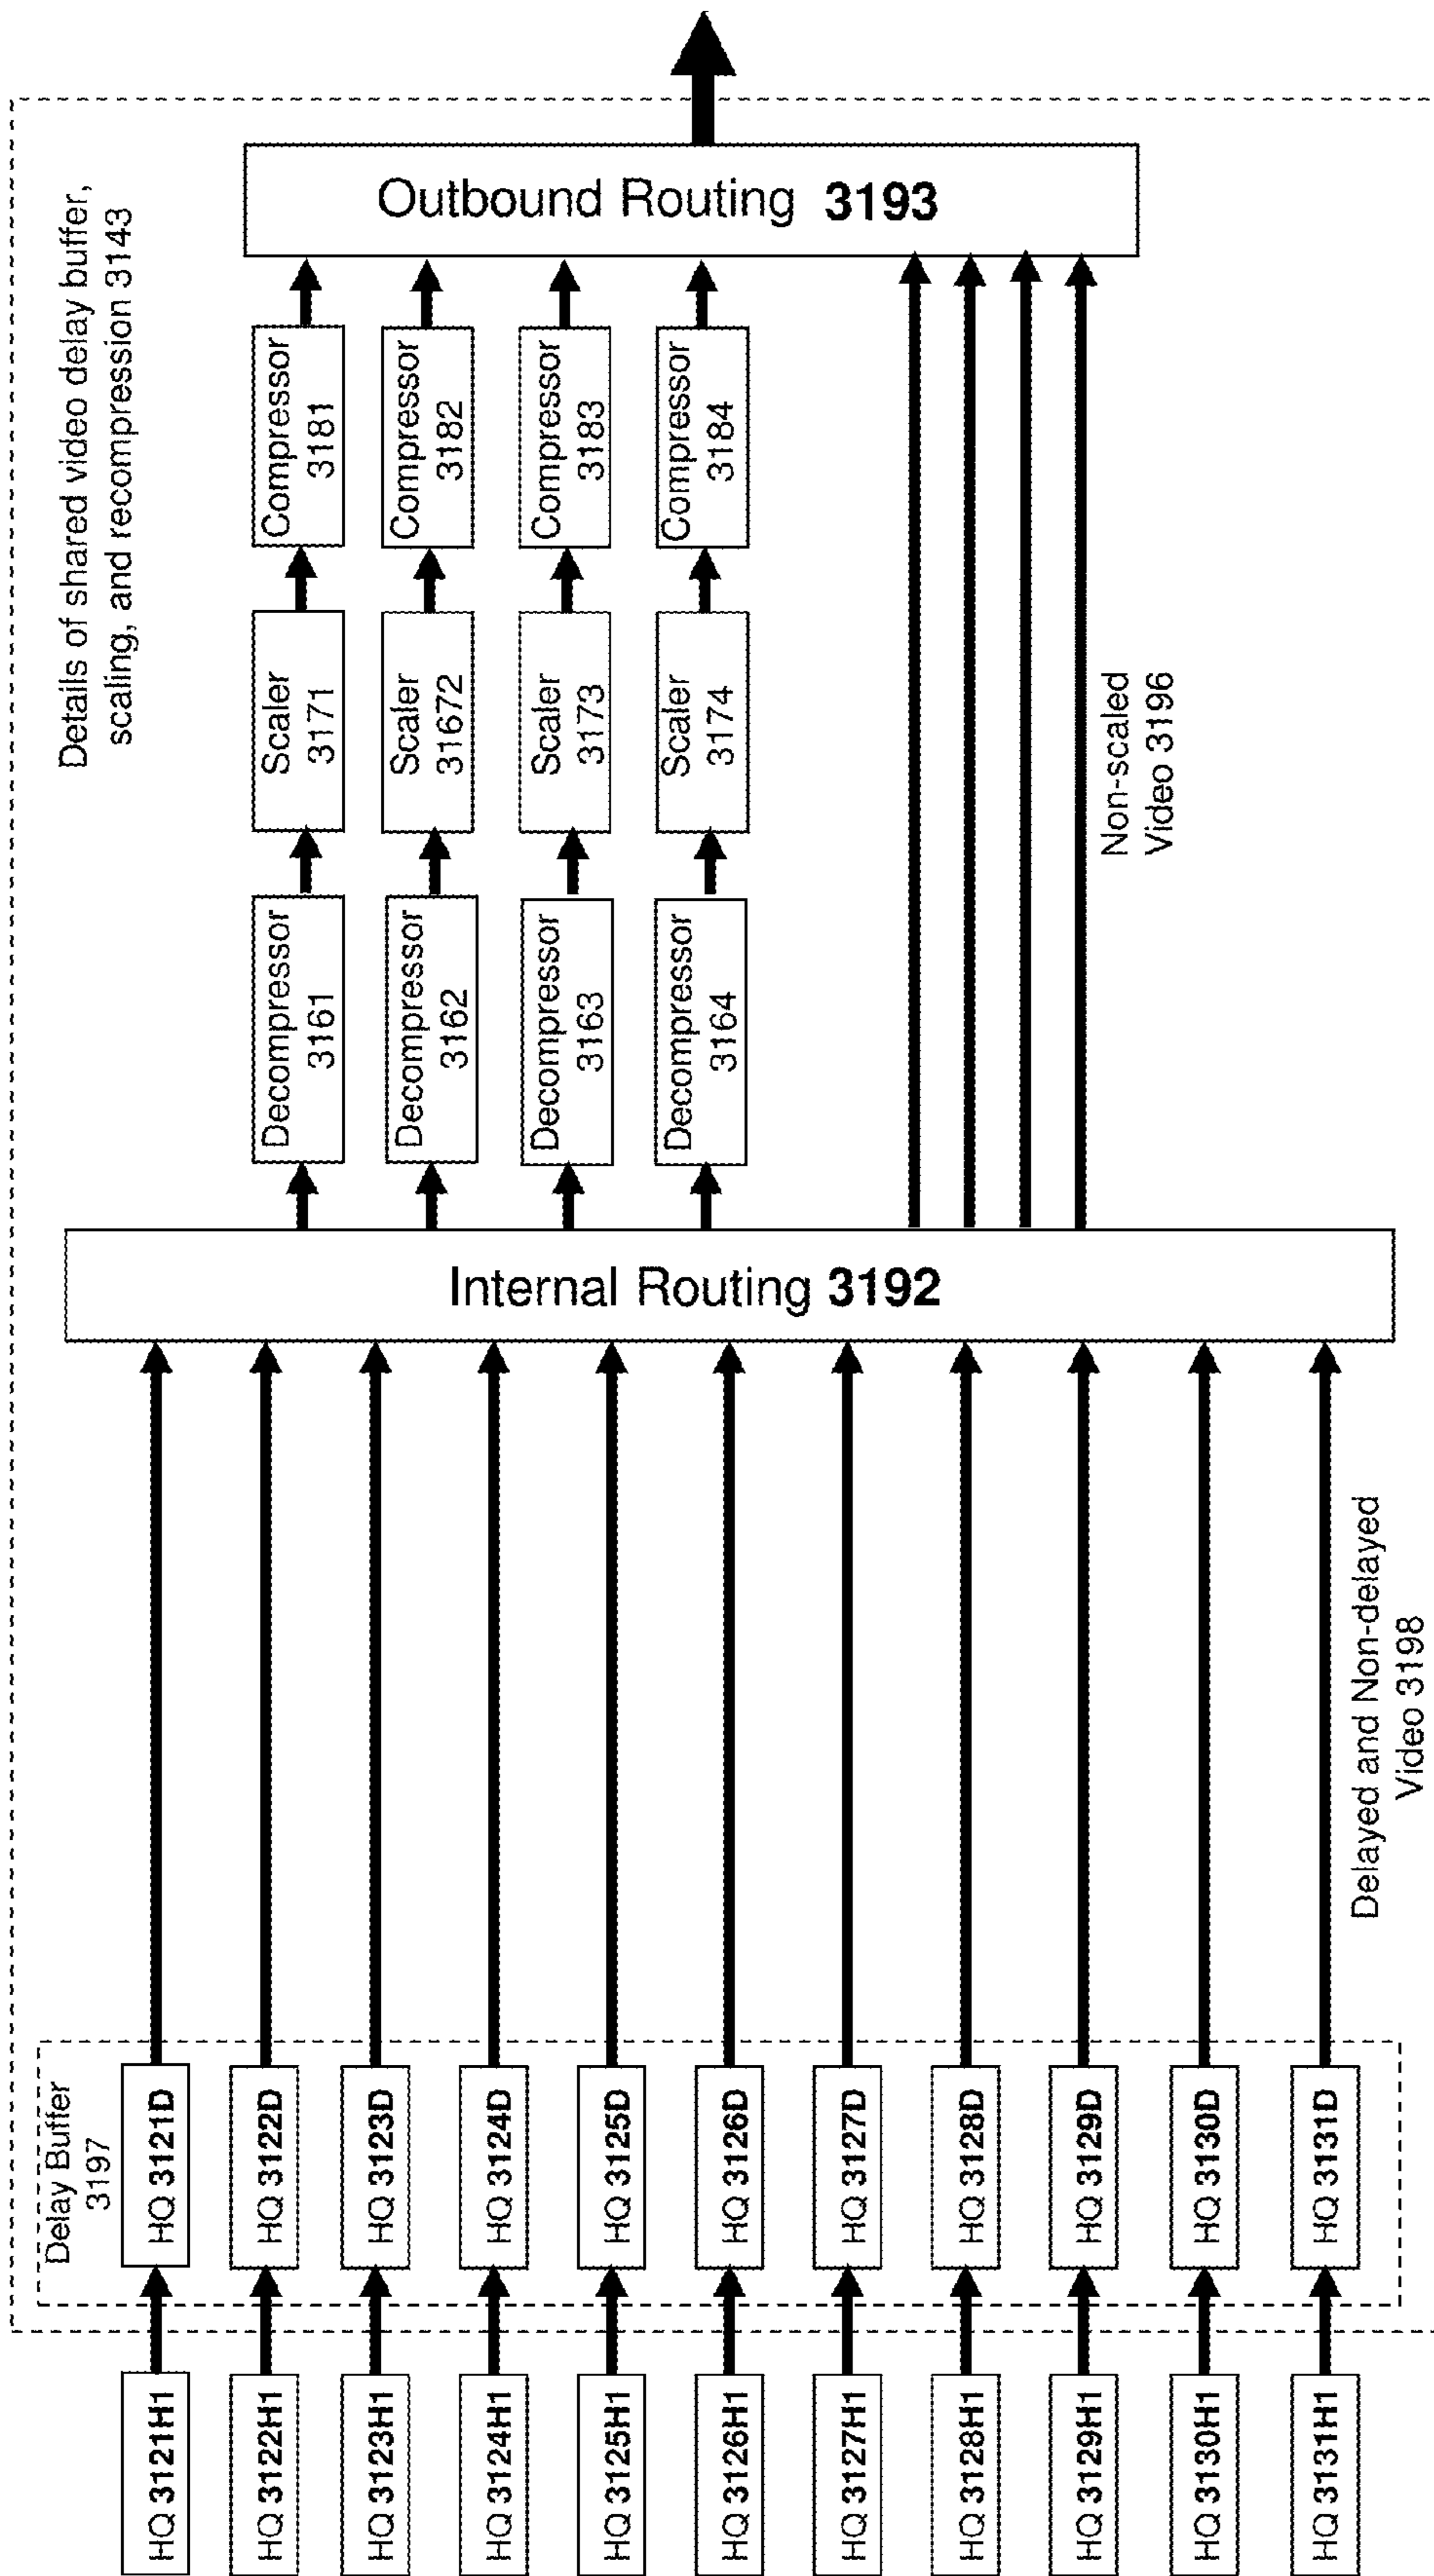 Details of shared video delay buffer,
scaling, and recompression 3143
Delay Buffer
3197
HQ 3121H1
HQ 3122H1
HQ 3123H1
HQ 3124H1
HQ 3125H1
HQ 3126H1
HQ 3127H1
HQ 3128H1
HQ 3129H1
HQ 3130H1
HQ 3131H1
HQ 3121D
HQ 3122D
HQ 3123D
HQ 3124D
HQ 3125D
HQ 3126D
HQ 3127D
HQ 3128D
HQ 3129D
HQ 3130D
HQ 3131D
Delayed and Non-delayed
Video 3198
Internal Routing 3192
Decompressor
3161
Scaler
3171
Compressor
3181
Decompressor
3162
Scaler
31672
Compressor
3182
Decompressor
3163
Scaler
3173
Compressor
3183
Decompressor
3164
Scaler
3174
Compressor
3184
Non-scaled
Video 3196
Outbound Routing 3193